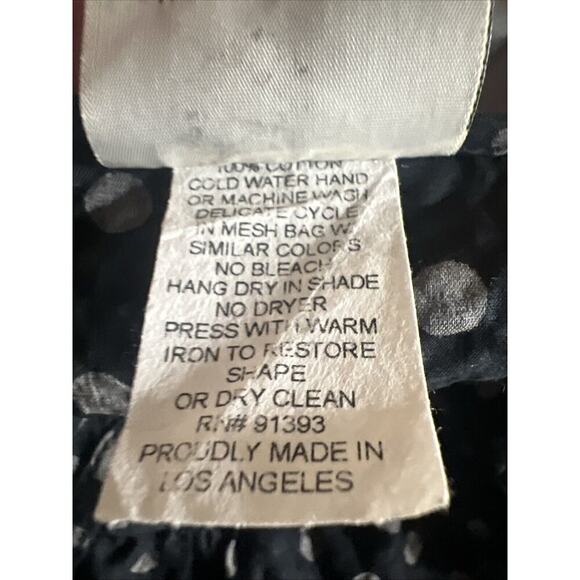 100% COTTON
COLD WATER HAND
OR MACHINE WASH
DELICATE CYCLE
IN MESH BAG W/
SIMILAR COLORS
NO BLEACH
HANG DRY IN SHADE
NO DRYER
PRESS WITH WARM
IRON TO RESTORE
SHAPE
OR DRY CLEAN
RN# 91393
PROUDLY MADE IN
LOS ANGELES